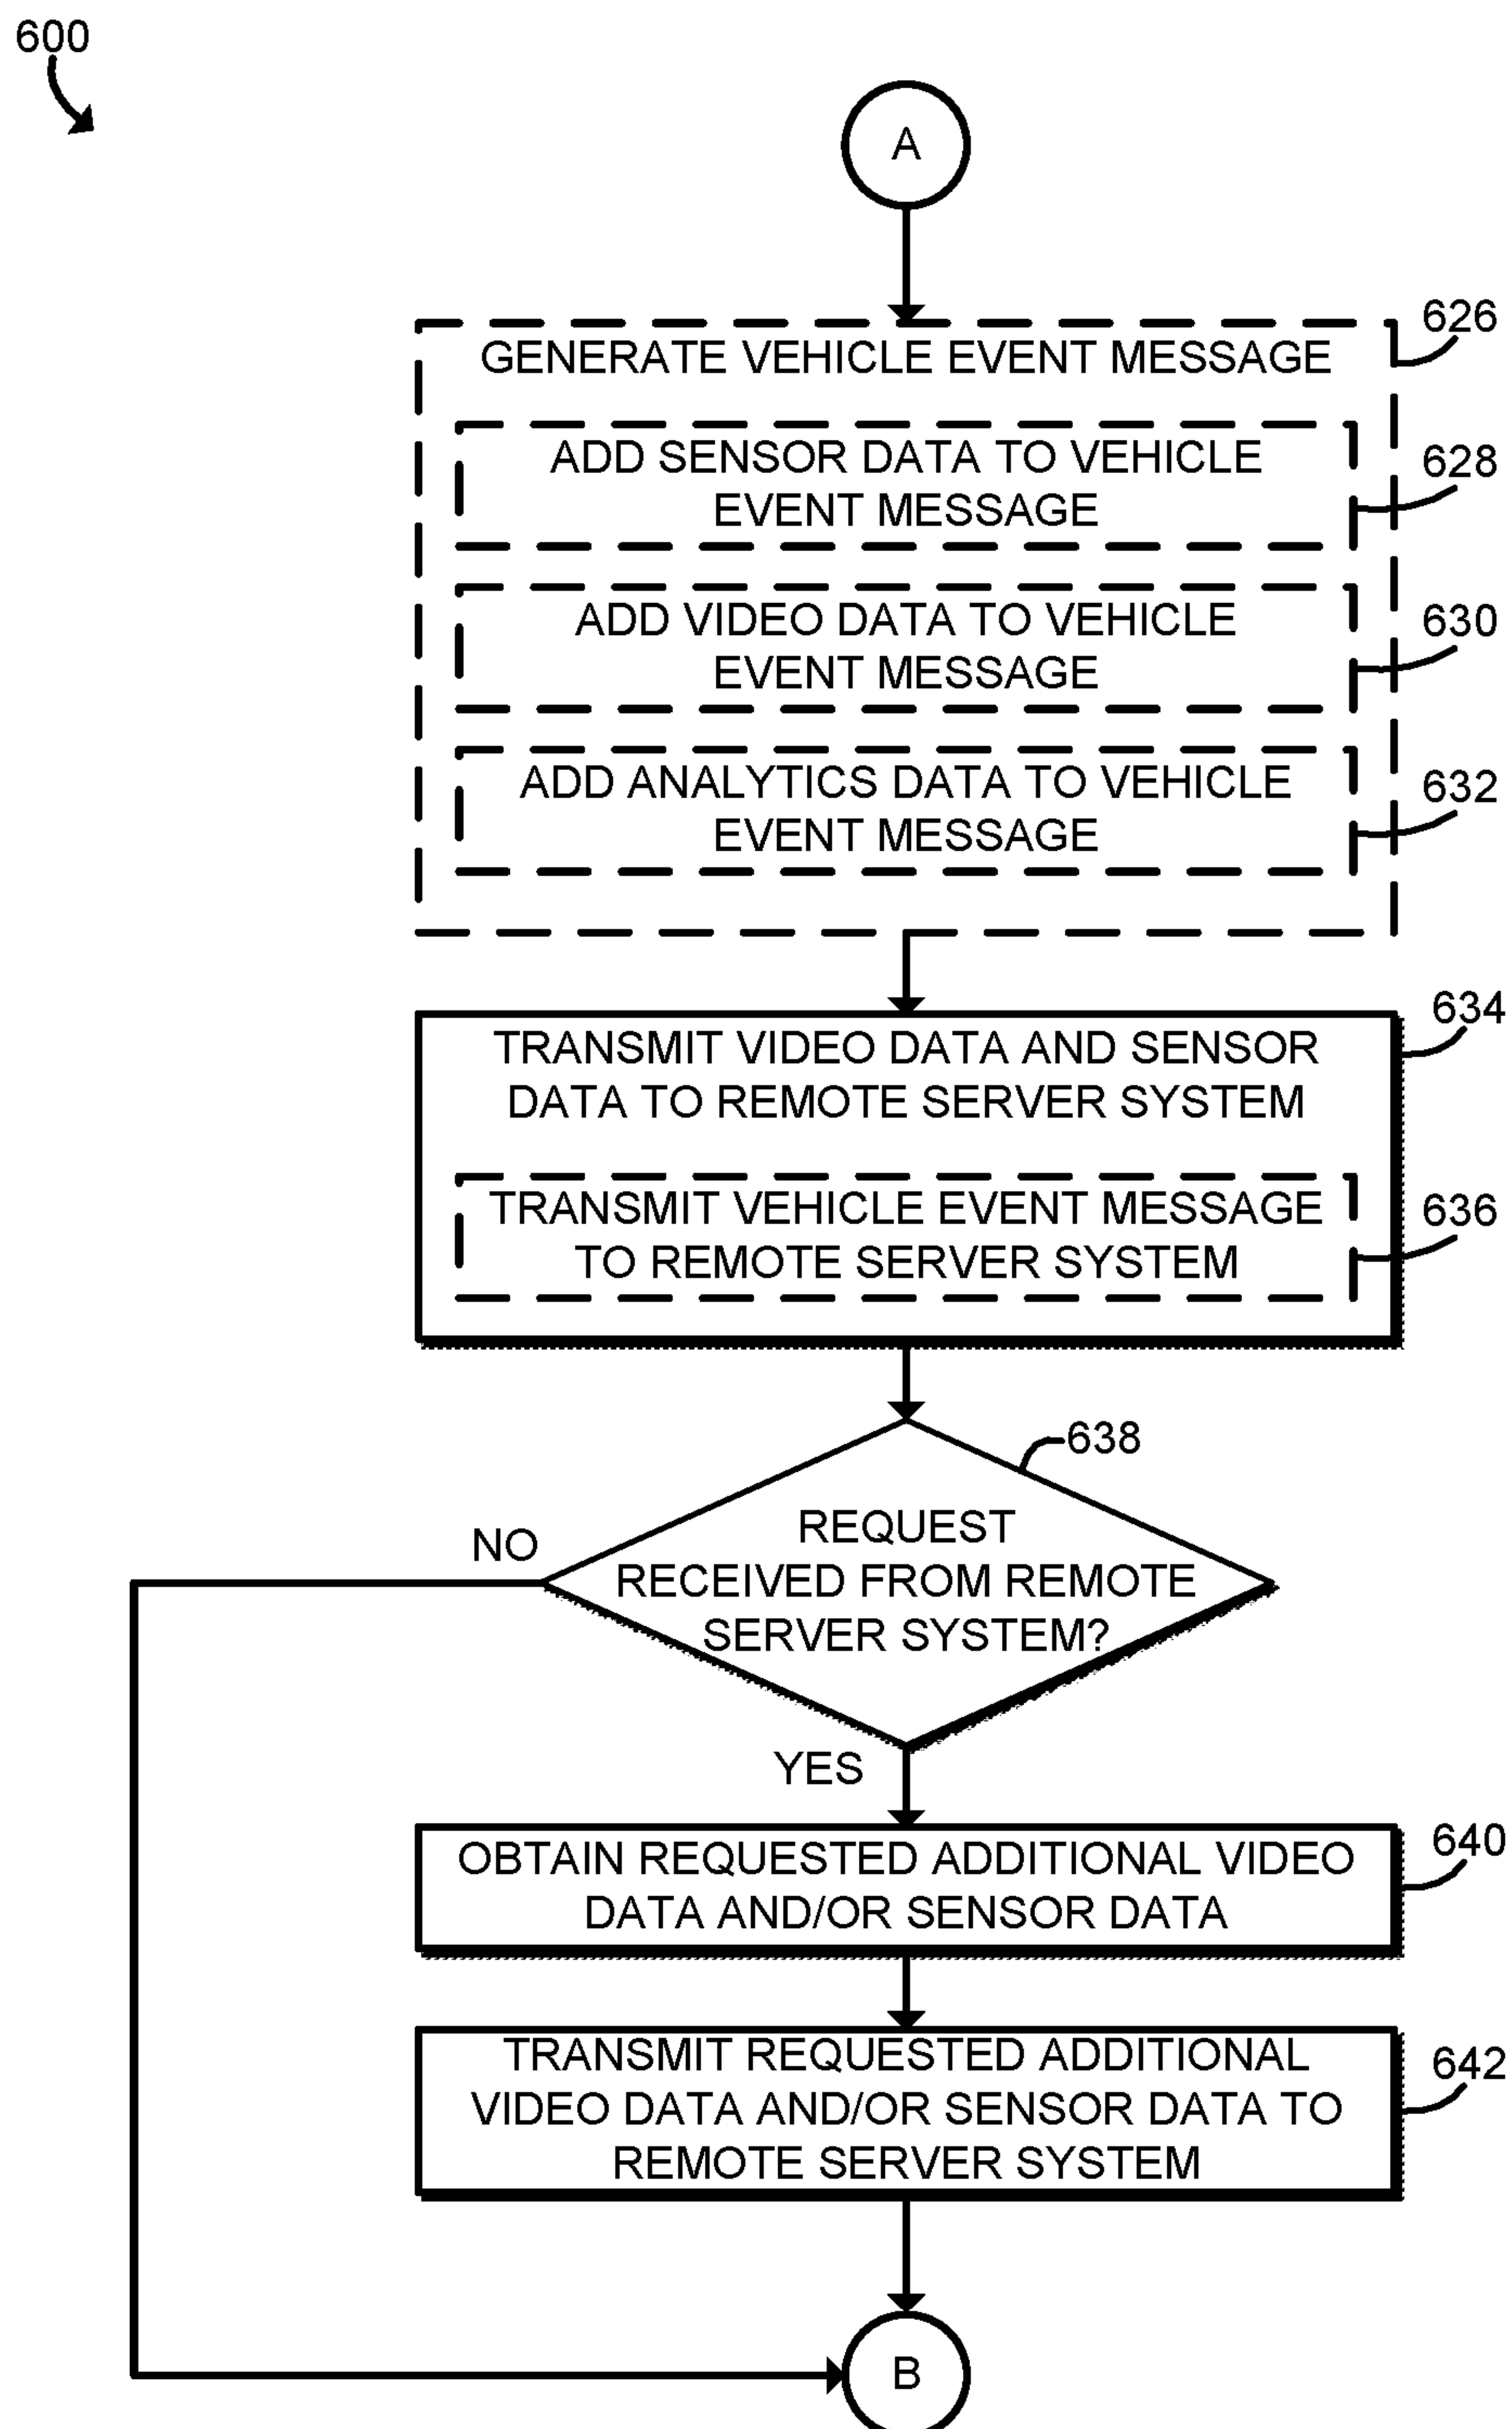 600
A
626
GENERATE VEHICLE EVENT MESSAGE
ADD SENSOR DATA TO VEHICLE
EVENT MESSAGE
628
ADD VIDEO DATA TO VEHICLE
EVENT MESSAGE
630
ADD ANALYTICS DATA TO VEHICLE
EVENT MESSAGE
632
634
TRANSMIT VIDEO DATA AND SENSOR
DATA TO REMOTE SERVER SYSTEM
TRANSMIT VEHICLE EVENT MESSAGE
TO REMOTE SERVER SYSTEM
636
638
REQUEST
RECEIVED FROM REMOTE
SERVER SYSTEM?
NO
YES
640
OBTAIN REQUESTED ADDITIONAL VIDEO
DATA AND/OR SENSOR DATA
642
TRANSMIT REQUESTED ADDITIONAL
VIDEO DATA AND/OR SENSOR DATA TO
REMOTE SERVER SYSTEM
B